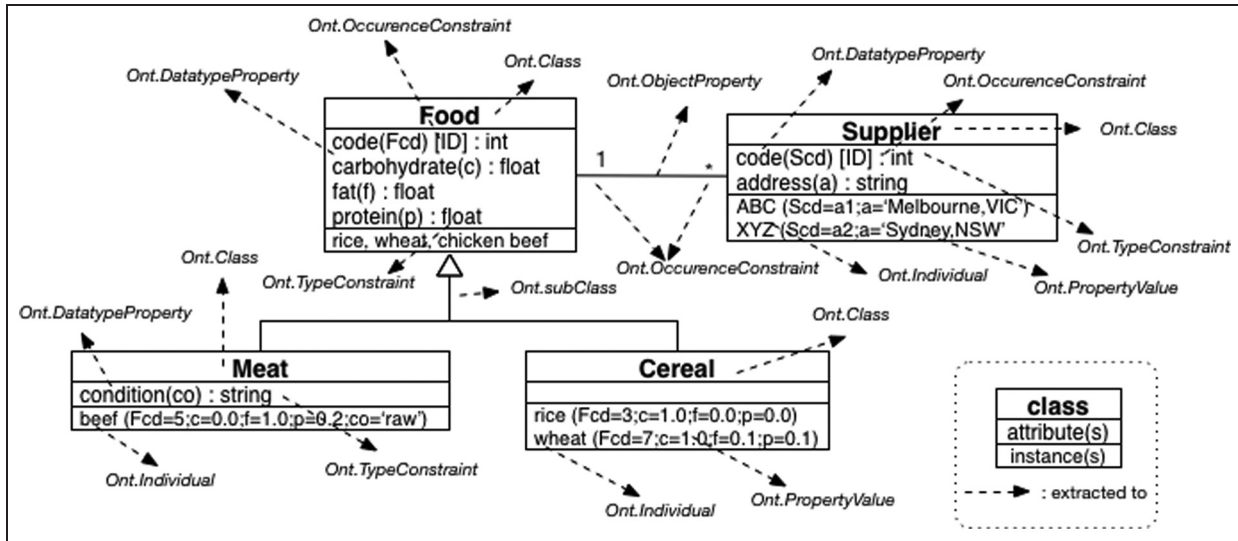 Ont.OccurenceConstraint
Ont.Class
Ont.DatatypeProperty
Ont.ObjectProperty
Ont.DatatypeProperty
Ont.OccurenceConstraint
Ont.Class
Food
code(Fcd) [ID] : int
carbohydrate(c) : float
fat(f) : float
protein(p) : float
rice, wheat, chicken beef
1
*
Supplier
code(Scd) [ID] : int
address(a) : string
ABC (Scd=a1;a='Melbourne,VIC')
XYZ (Scd=a2;a='Sydney,NSW'
Ont.TypeConstraint
Ont.Class
Ont.TypeConstraint
Ont.OccurenceConstraint
Ont.Individual
Ont.PropertyValue
Ont.subClass
Ont.DatatypeProperty
Ont.Class
Meat
condition(co) : string
beef (Fcd=5;c=0.0;f=1.0;p=0.2;co='raw')
Ont.Individual
Ont.TypeConstraint
Cereal
rice (Fcd=3;c=1.0;f=0.0;p=0.0)
wheat (Fcd=7;c=1.0;f=0.1;p=0.1)
Ont.Individual
Ont.PropertyValue
class
attribute(s)
instance(s)
: extracted to